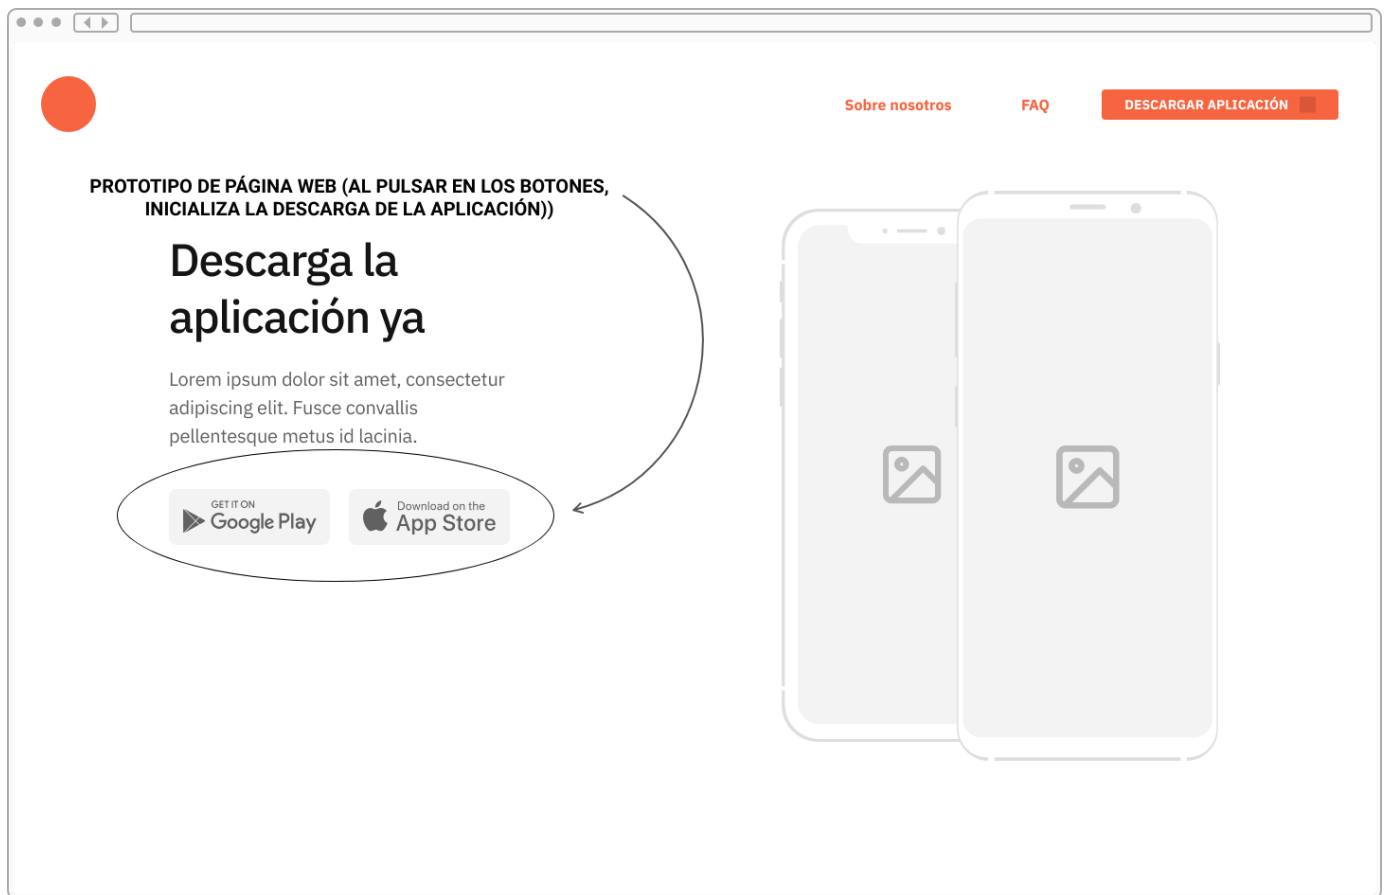 Sobre nosotros
FAQ
DESCARGAR APLICACIÓN
PROTOTIPO DE PÁGINA WEB (AL PULSAR EN LOS BOTONES,
INICIALIZA LA DESCARGA DE LA APLICACIÓN))
Descarga la
aplicación ya
Lorem ipsum dolor sit amet, consectetur
adipiscing elit. Fusce convallis
pellentesque metus id lacinia.
GET IT ON
Google Play
Download on the
App Store